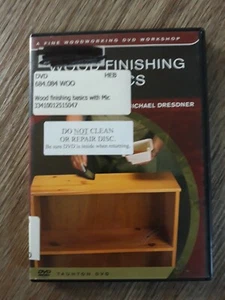 A FINE WOODWORKING DVD WORKSHOP
WOOD FINISHING
DVD HEB
684.084 WOO
Wood finishing basics with Mic
33410012515047
MICHAEL DRESDNER
DO NOT CLEAN
OR REPAIR DISC.
Be sure DVD is inside when returning.
DVD
TAUNTON DVD